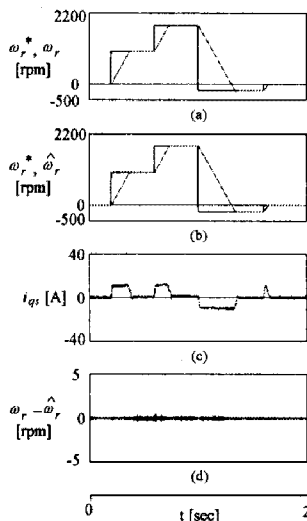 2200
ω_r*, ω_r
[rpm]
0
-500
(a)
2200
ω_r*, ω̂_r
[rpm]
0
-500
(b)
40
i_qs [A]
0
-40
(c)
5
ω_r − ω̂_r
[rpm]
0
-5
(d)
0
t [sec]
2